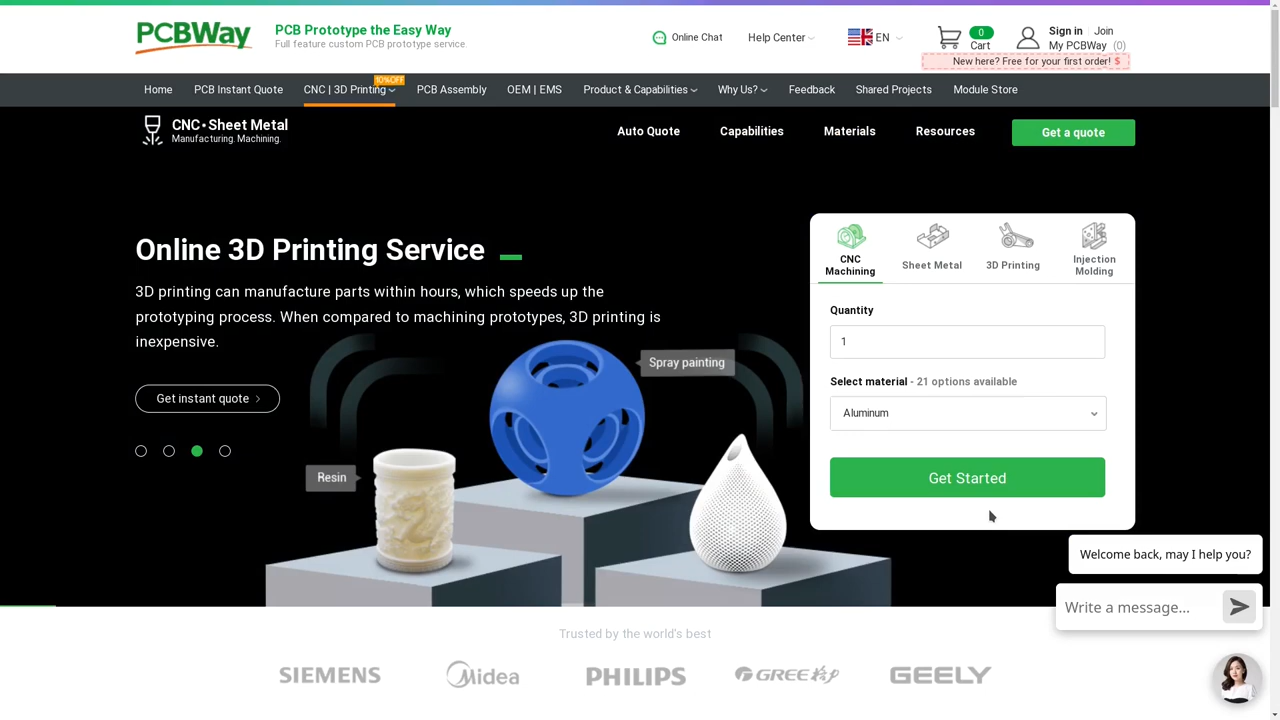 PCBWay
PCB Prototype the Easy Way
Full feature custom PCB prototype service
Online Chat
Help Center
EN
0
Cart
Sign in
Join
My PCBWay (0)
New here? Free for your first order! $
10%OFF
Home
PCB Instant Quote
CNC | 3D Printing
PCB Assembly
OEM | EMS
Product & Capabilities
Why Us?
Feedback
Shared Projects
Module Store
CNC•Sheet Metal
Manufacturing. Machining.
Auto Quote
Capabilities
Materials
Resources
Get a quote
Online 3D Printing Service
3D printing can manufacture parts within hours, which speeds up the
prototyping process. When compared to machining prototypes, 3D printing is
inexpensive.
Get instant quote
Spray painting
Resin
CNC
Machining
Sheet Metal
3D Printing
Injection
Molding
Quantity
1
Select material - 21 options available
Aluminum
Get Started
Welcome back, may I help you?
Write a message...
Trusted by the world's best
SIEMENS
Midea
PHILIPS
GREE格力
GEELY